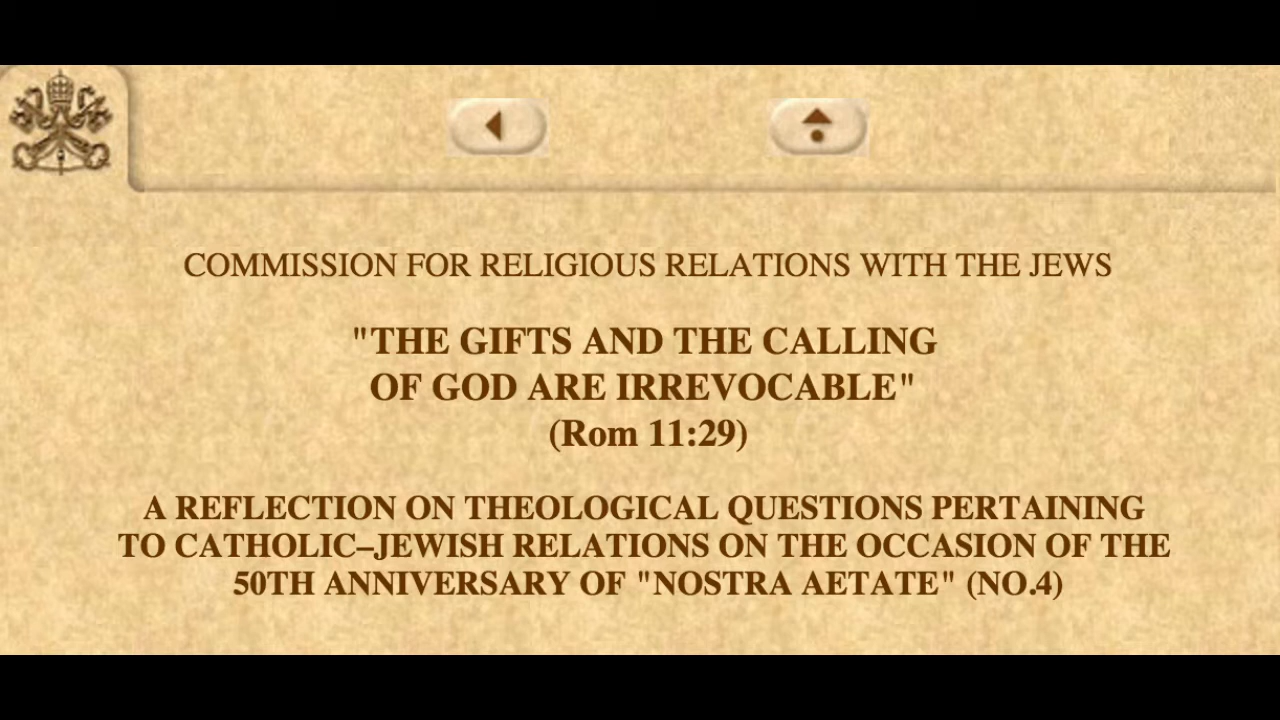 COMMISSION FOR RELIGIOUS RELATIONS WITH THE JEWS
"THE GIFTS AND THE CALLING
OF GOD ARE IRREVOCABLE"
(Rom 11:29)
A REFLECTION ON THEOLOGICAL QUESTIONS PERTAINING
TO CATHOLIC–JEWISH RELATIONS ON THE OCCASION OF THE
50TH ANNIVERSARY OF "NOSTRA AETATE" (NO.4)